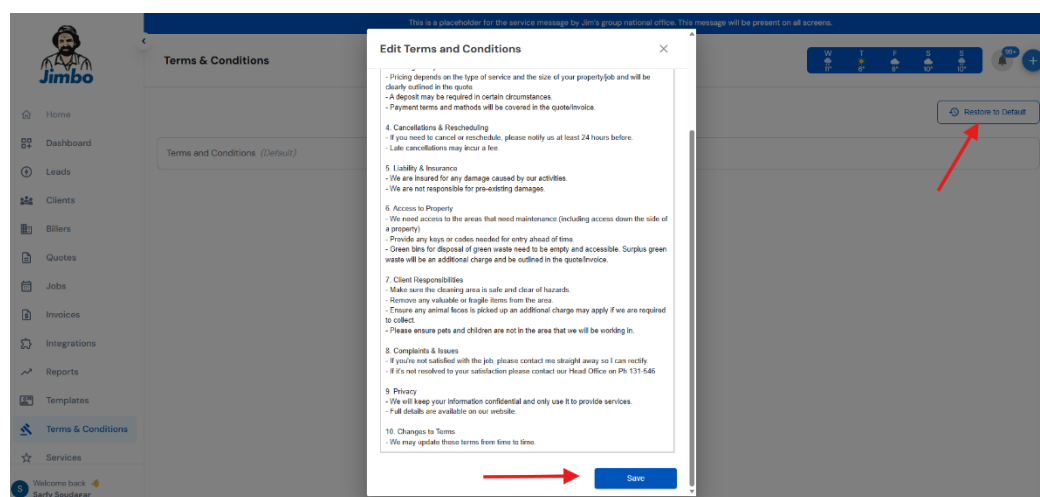 This is a placeholder for the service message by Jim's group national office. This message will be present on all screens.
Jimbo
Terms & Conditions
W T F S S
11° 8° 9° 10° 10°
99+
Restore to Default
Home
Dashboard
Leads
Clients
Billers
Quotes
Jobs
Invoices
Integrations
Reports
Templates
Terms & Conditions
Services
Welcome back
Sarfy Soudagar
Terms and Conditions (Default)
Edit Terms and Conditions
- Pricing depends on the type of service and the size of your property/job and will be
clearly outlined in the quote.
- A deposit may be required in certain circumstances.
- Payment terms and methods will be covered in the quote/invoice.
4. Cancellations & Rescheduling
- If you need to cancel or reschedule, please notify us at least 24 hours before.
- Late cancellations may incur a fee.
5. Liability & Insurance
- We are insured for any damage caused by our activities.
- We are not responsible for pre-existing damages.
6. Access to Property
- We need access to the areas that need maintenance (including access down the side of
a property)
- Provide any keys or codes needed for entry ahead of time.
- Green bins for disposal of green waste need to be empty and accessible. Surplus green
waste will be an additional charge and be outlined in the quote/invoice.
7. Client Responsibilities
- Make sure the cleaning area is safe and clear of hazards.
- Remove any valuable or fragile items from the area.
- Ensure any animal feces is picked up an additional charge may apply if we are required
to collect.
- Please ensure pets and children are not in the area that we will be working in.
8. Complaints & Issues
- If you're not satisfied with the job, please contact me straight away so I can rectify.
- If it's not resolved to your satisfaction please contact our Head Office on Ph 131-546
9. Privacy
- We will keep your information confidential and only use it to provide services.
- Full details are available on our website.
10. Changes to Terms
- We may update these terms from time to time.
Save
S